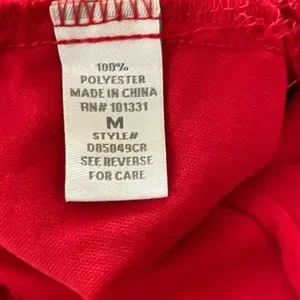 100%
POLYESTER
MADE IN CHINA
RN# 101331
M
STYLE#
D85049CR
SEE REVERSE
FOR CARE